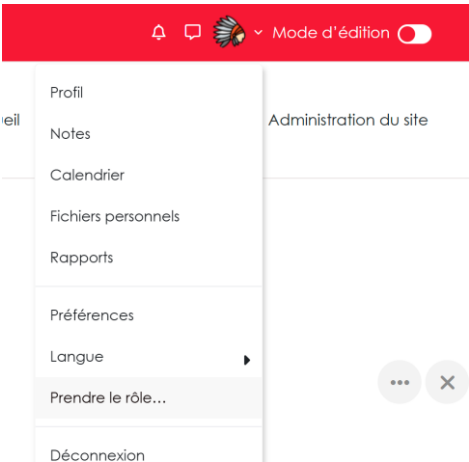 Mode d'édition
Profil
eil
Administration du site
Notes
Calendrier
Fichiers personnels
Rapports
Préférences
Langue
Prendre le rôle...
Déconnexion